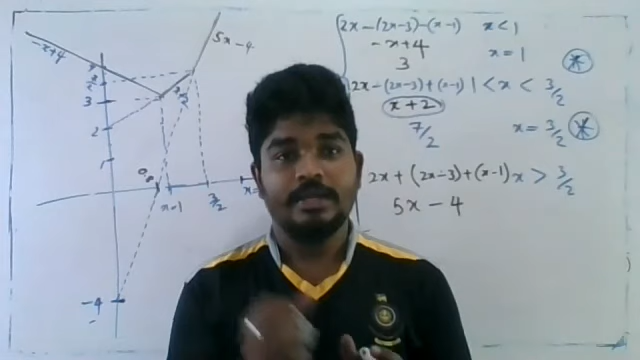 -x+4
5x-4
3
2
1
x=1
3/2
-4
2x-(2x-3)-(x-1) x<1
-x+4
3 x=1
2x-(2x-3)+(x-1) 1<x<3/2
x+2
7/2 x=3/2
2x+(2x-3)+(x-1) x>3/2
5x-4